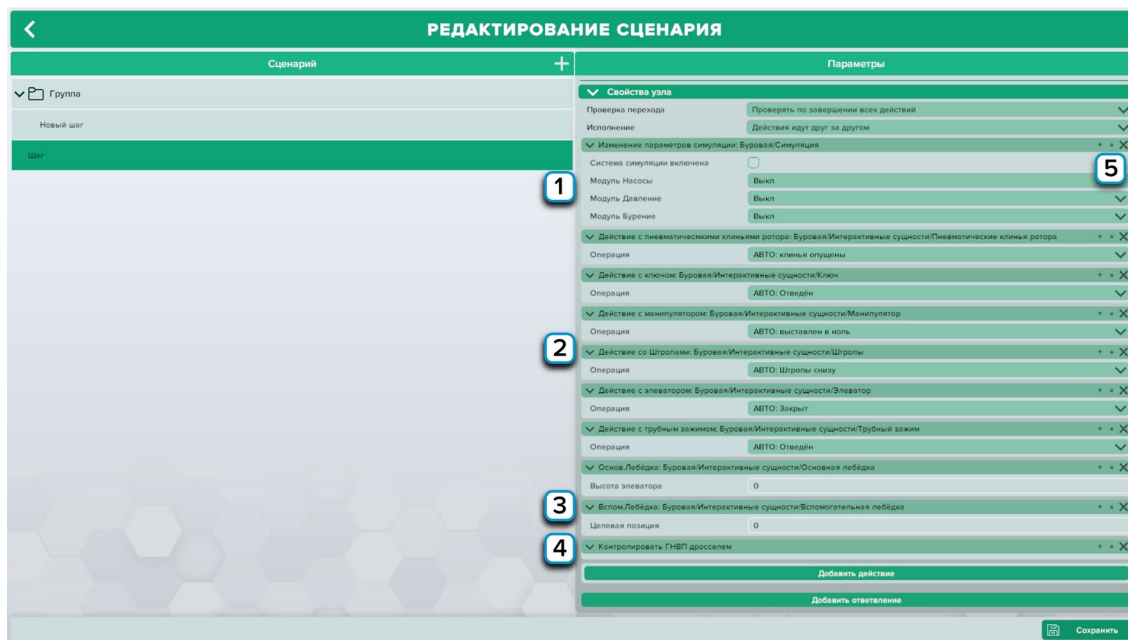 РЕДАКТИРОВАНИЕ СЦЕНАРИЯ
Сценарий
Группа
Новый шаг
Шаг
Параметры
Свойства узла
Проверка перехода Проверять по завершении всех действий
Исполнение Действия идут друг за другом
Изменение параметров симуляции: Буровая/Симуляция
Система симуляции включена
5
1
Модуль Насосы Выкл
Модуль Давление Выкл
Модуль Бурение Выкл
Действие с пневматичесмкими клиньями ротора: Буровая/Интерактивные сущности/Пневматические клинья ротора
Операция АВТО: клинья опущены
Действие с ключом: Буровая/Интерактивные сущности/Ключ
Операция АВТО: Отведён
Действие с манипулятором: Буровая/Интерактивные сущности/Манипулятор
Операция АВТО: выставлен в ноль
2
Действие со Штропами: Буровая/Интерактивные сущности/Штропы
Операция АВТО: Штропы снизу
Действие с элеватором: Буровая/Интерактивные сущности/Элеватор
Операция АВТО: Закрыт
Действие с трубным зажимом: Буровая/Интерактивные сущности/Трубный зажим
Операция АВТО: Отведён
Основ.Лебёдка: Буровая/Интерактивные сущности/Основная лебёдка
Высота элеватора 0
3
Вспом.Лебёдка: Буровая/Интерактивные сущности/Вспомогательная лебёдка
Целевая позиция 0
4
Контролировать ГНВП дросселем
Добавить действие
Добавить ответвление
Сохранить